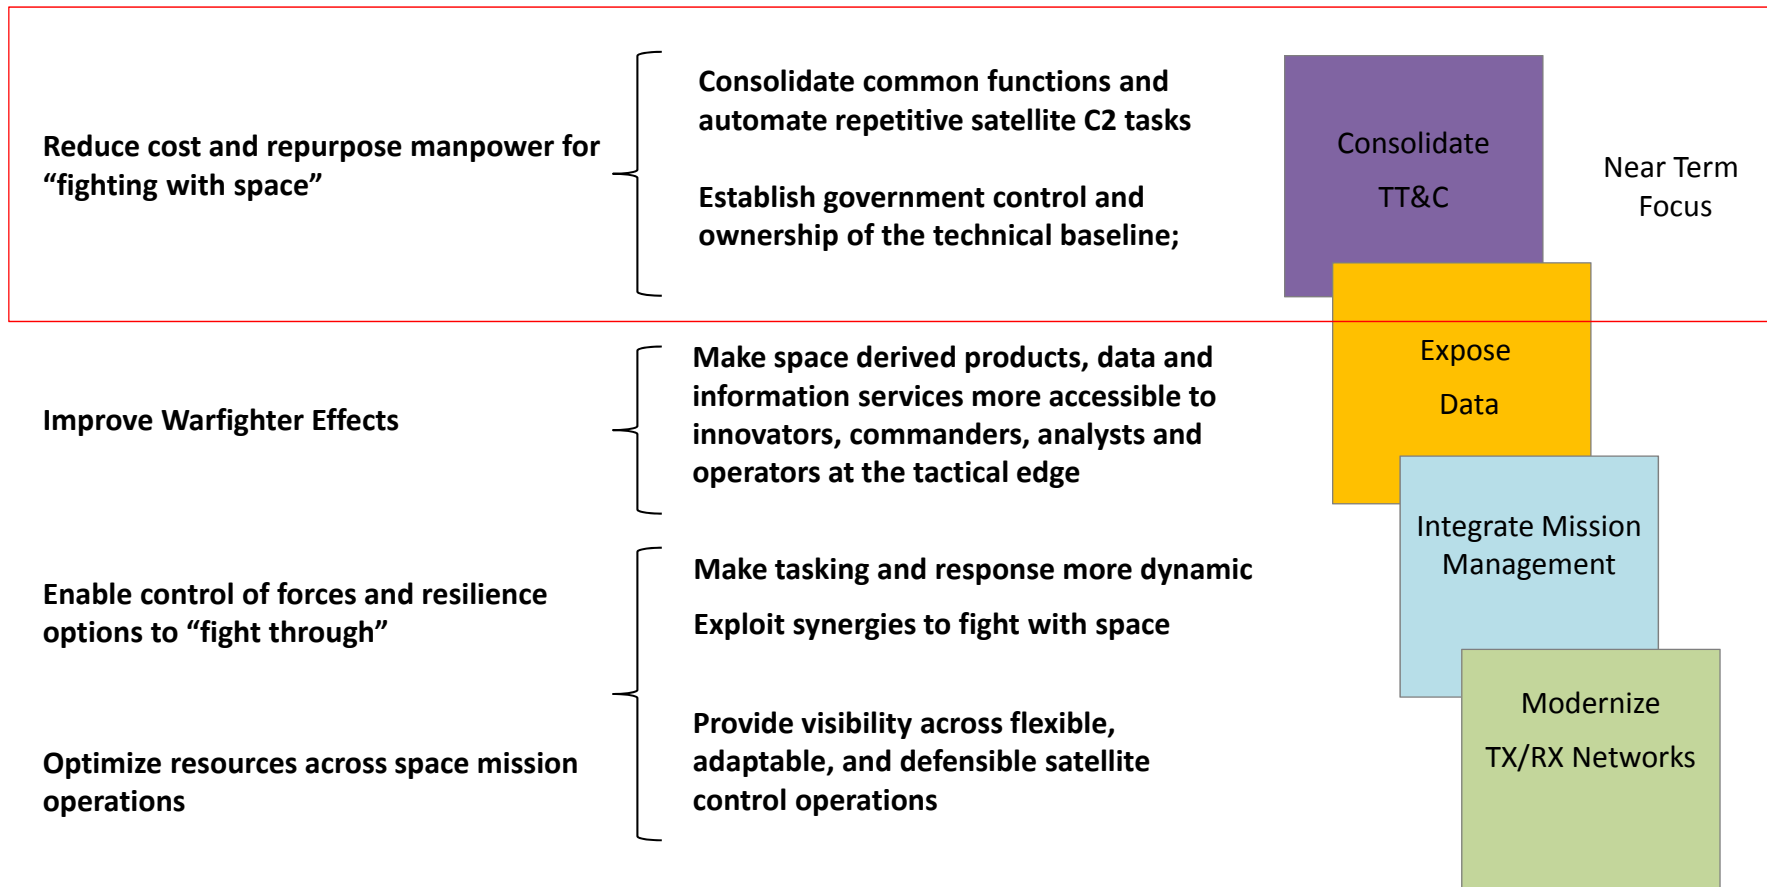 Reduce cost and repurpose manpower for
“fighting with space”
Consolidate common functions and
automate repetitive satellite C2 tasks
Establish government control and
ownership of the technical baseline;
Consolidate
TT&C
Near Term
Focus
Improve Warfighter Effects
Make space derived products, data and
information services more accessible to
innovators, commanders, analysts and
operators at the tactical edge
Expose
Data
Enable control of forces and resilience
options to “fight through”
Make tasking and response more dynamic
Exploit synergies to fight with space
Integrate Mission
Management
Optimize resources across space mission
operations
Provide visibility across flexible,
adaptable, and defensible satellite
control operations
Modernize
TX/RX Networks